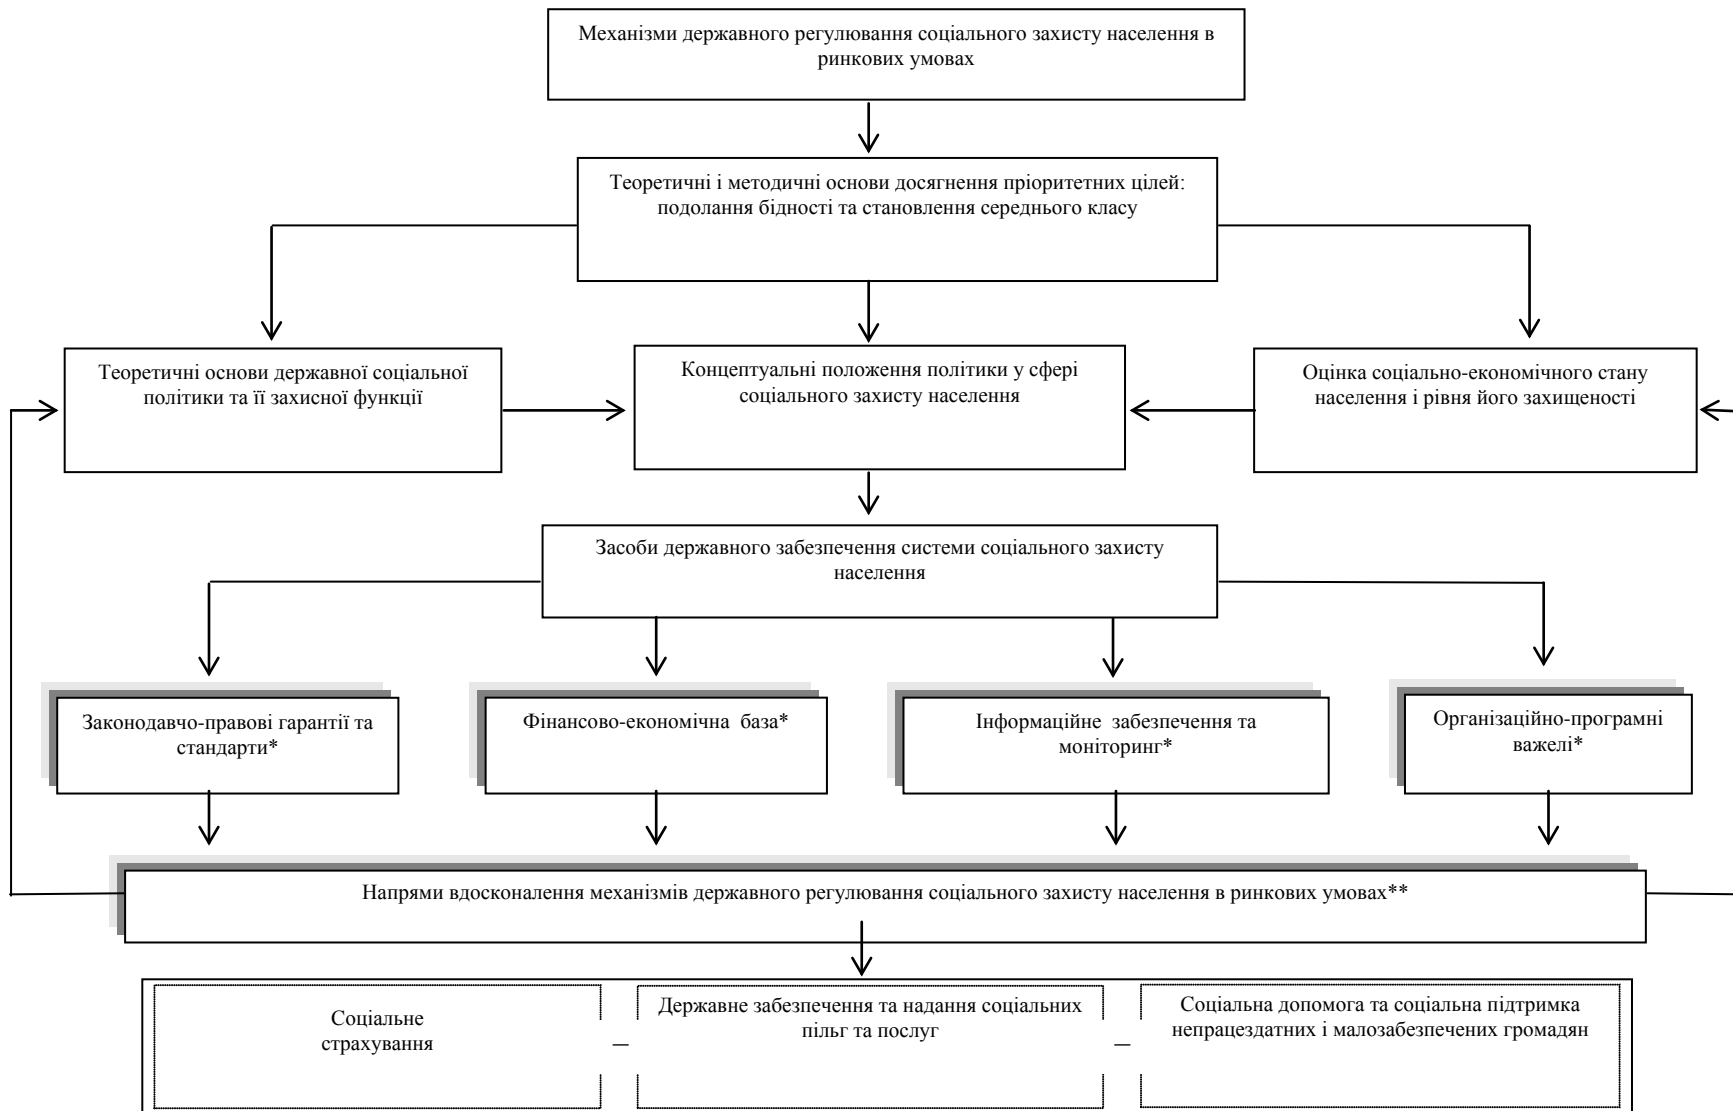 Механізми державного регулювання соціального захисту населення в
ринкових умовах
Теоретичні і методичні основи досягнення пріоритетних цілей:
подолання бідності та становлення середнього класу
Теоретичні основи державної соціальної
політики та її захисної функції
Концептуальні положення політики у сфері
соціального захисту населення
Оцінка соціально-економічного стану
населення і рівня його захищеності
Засоби державного забезпечення системи соціального захисту
населення
Законодавчо-правові гарантії та
стандарти*
Фінансово-економічна база*
Інформаційне забезпечення та
моніторинг*
Організаційно-програмні
важелі*
Напрями вдосконалення механізмів державного регулювання соціального захисту населення в ринкових умовах**
Соціальне
страхування
Державне забезпечення та надання соціальних
пільг та послуг
Соціальна допомога та соціальна підтримка
непрацездатних і малозабезпечених громадян